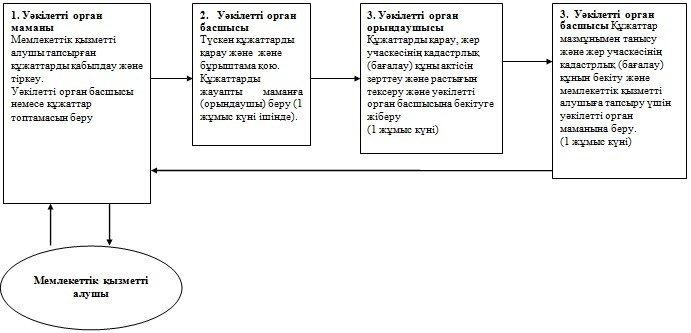 1. Уәкілетті орган
маманы
Мемлекеттік қызметті
алушы тапсырған
құжаттарды қабылдау және
тіркеу.
Уәкілетті орган басшысы
немесе құжаттар
топтамасын беру
2. Уәкілетті орган
басшысы
Түскен құжаттарды
қарау және және
бұрыштама қою.
Құжаттарды
жауапты маманға
(орындаушы) беру (1
жұмыс күні ішінде).
3. Уәкілетті орган
орындаушысы
Құжаттарды қарау, жер
учаскесінің кадастрлық
(бағалау) құны актісін
зерттеу және растығын
тексеру және уәкілетті
орган басшысына бекітуге
жіберу
(1 жұмыс күні)
3. Уәкілетті орган
басшысы Құжаттар
мазмұнымен танысу
және жер учаскесінің
кадастрлық (бағалау)
құнын бекіту және
мемлекеттік қызметті
алушыға тапсыру үшін
уәкілетті орган
маманына беру.
(1 жұмыс күні)
Мемлекеттік қызметті
алушы